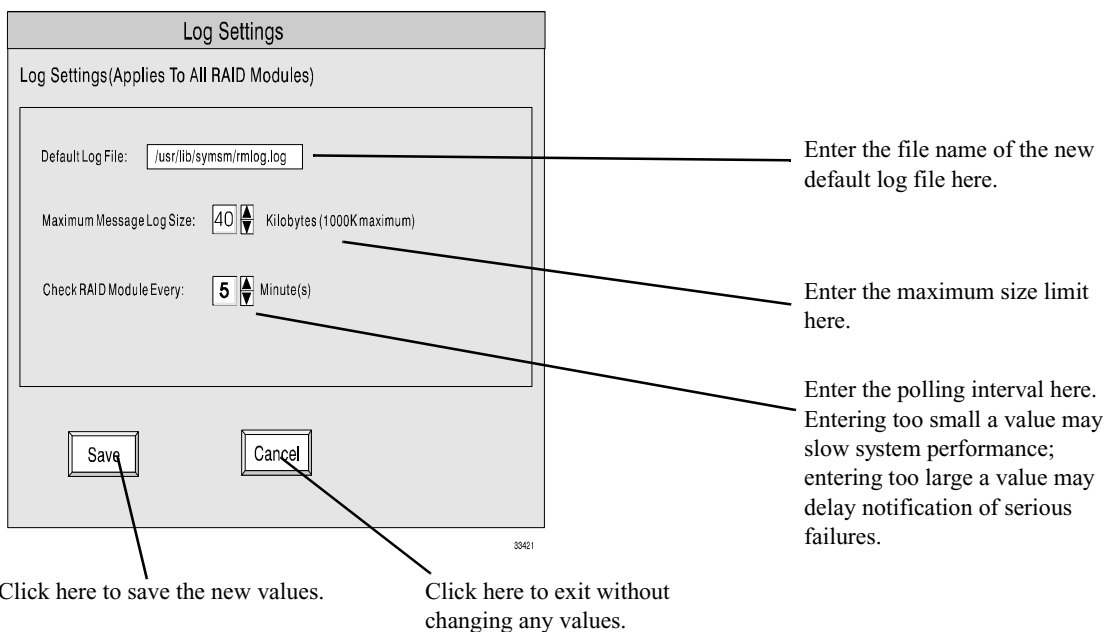 Log Settings
Log Settings(Applies To All RAID Modules)
Default Log File: /usr/lib/symsm/rmlog.log
Maximum Message Log Size: 40 Kilobytes (1000K maximum)
Check RAID Module Every: 5 Minute(s)
Save Cancel
33421
Enter the file name of the new
default log file here.
Enter the maximum size limit
here.
Enter the polling interval here.
Entering too small a value may
slow system performance;
entering too large a value may
delay notification of serious
failures.
Click here to save the new values.
Click here to exit without
changing any values.